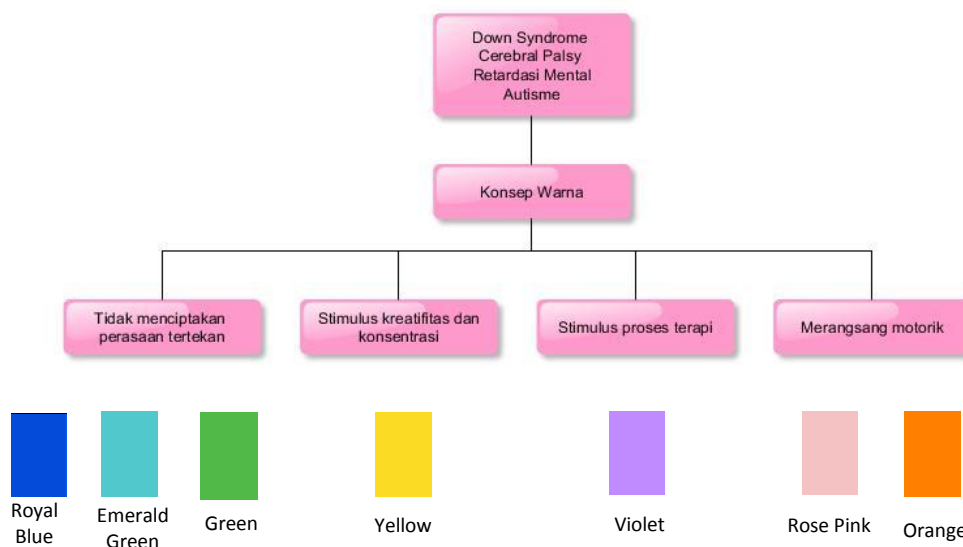 Down Syndrome
Cerebral Palsy
Retardasi Mental
Autisme
Konsep Warna
Tidak menciptakan
perasaan tertekan
Stimulus kreatifitas dan
konsentrasi
Stimulus proses terapi
Merangsang motorik
Royal
Blue
Emerald
Green
Green
Yellow
Violet
Rose Pink
Orange